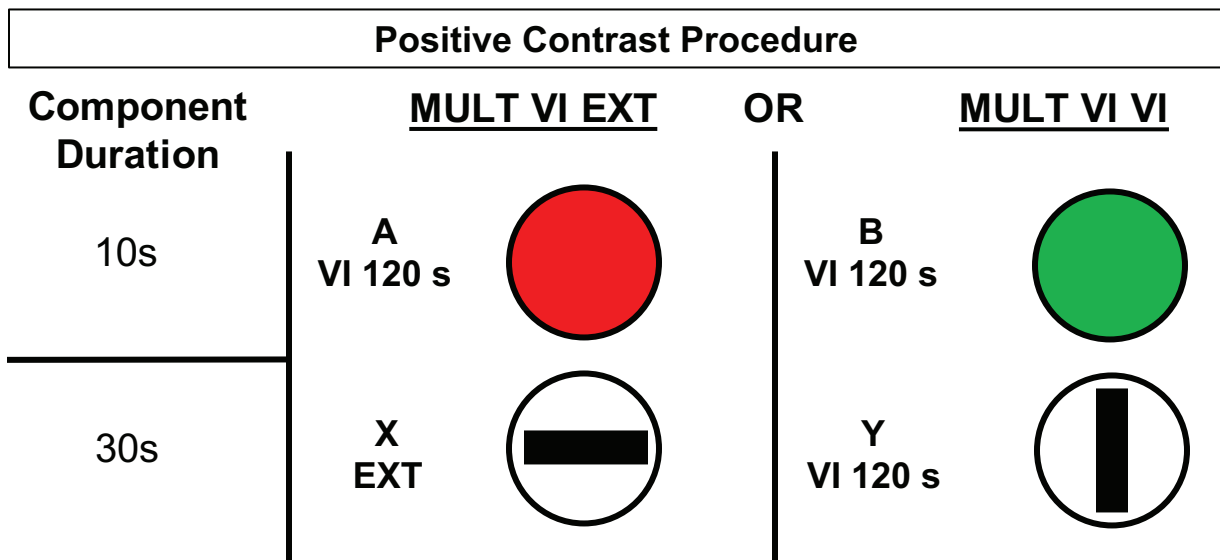 Positive Contrast Procedure
Component
Duration
MULT VI EXT
OR
MULT VI VI
10s
A
VI 120 s
B
VI 120 s
30s
X
EXT
Y
VI 120 s